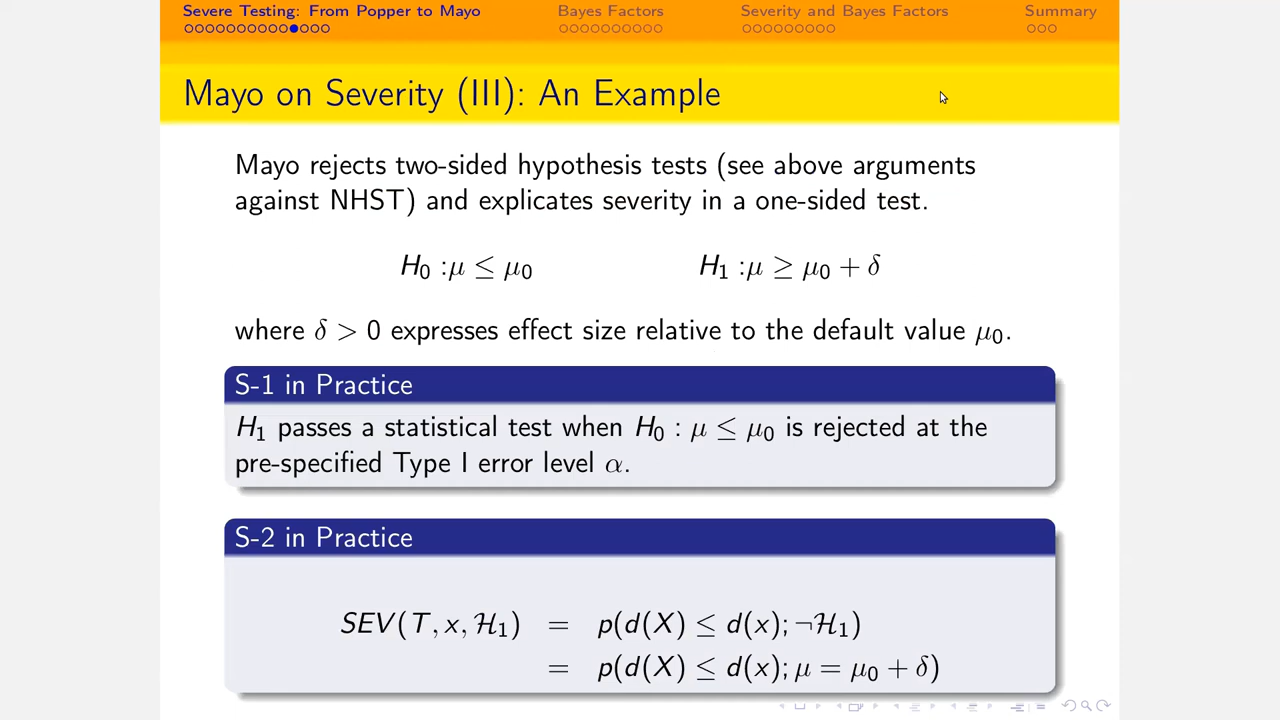 Severe Testing: From Popper to Mayo Bayes Factors Severity and Bayes Factors Summary
Mayo on Severity (III): An Example
Mayo rejects two-sided hypothesis tests (see above arguments
against NHST) and explicates severity in a one-sided test.
H₀ :μ ≤ μ₀ H₁ :μ ≥ μ₀ + δ
where δ > 0 expresses effect size relative to the default value μ₀.
S-1 in Practice
H₁ passes a statistical test when H₀ : μ ≤ μ₀ is rejected at the
pre-specified Type I error level α.
S-2 in Practice
SEV(T, x, ℋ₁) = p(d(X) ≤ d(x); ¬ℋ₁)
= p(d(X) ≤ d(x); μ = μ₀ + δ)